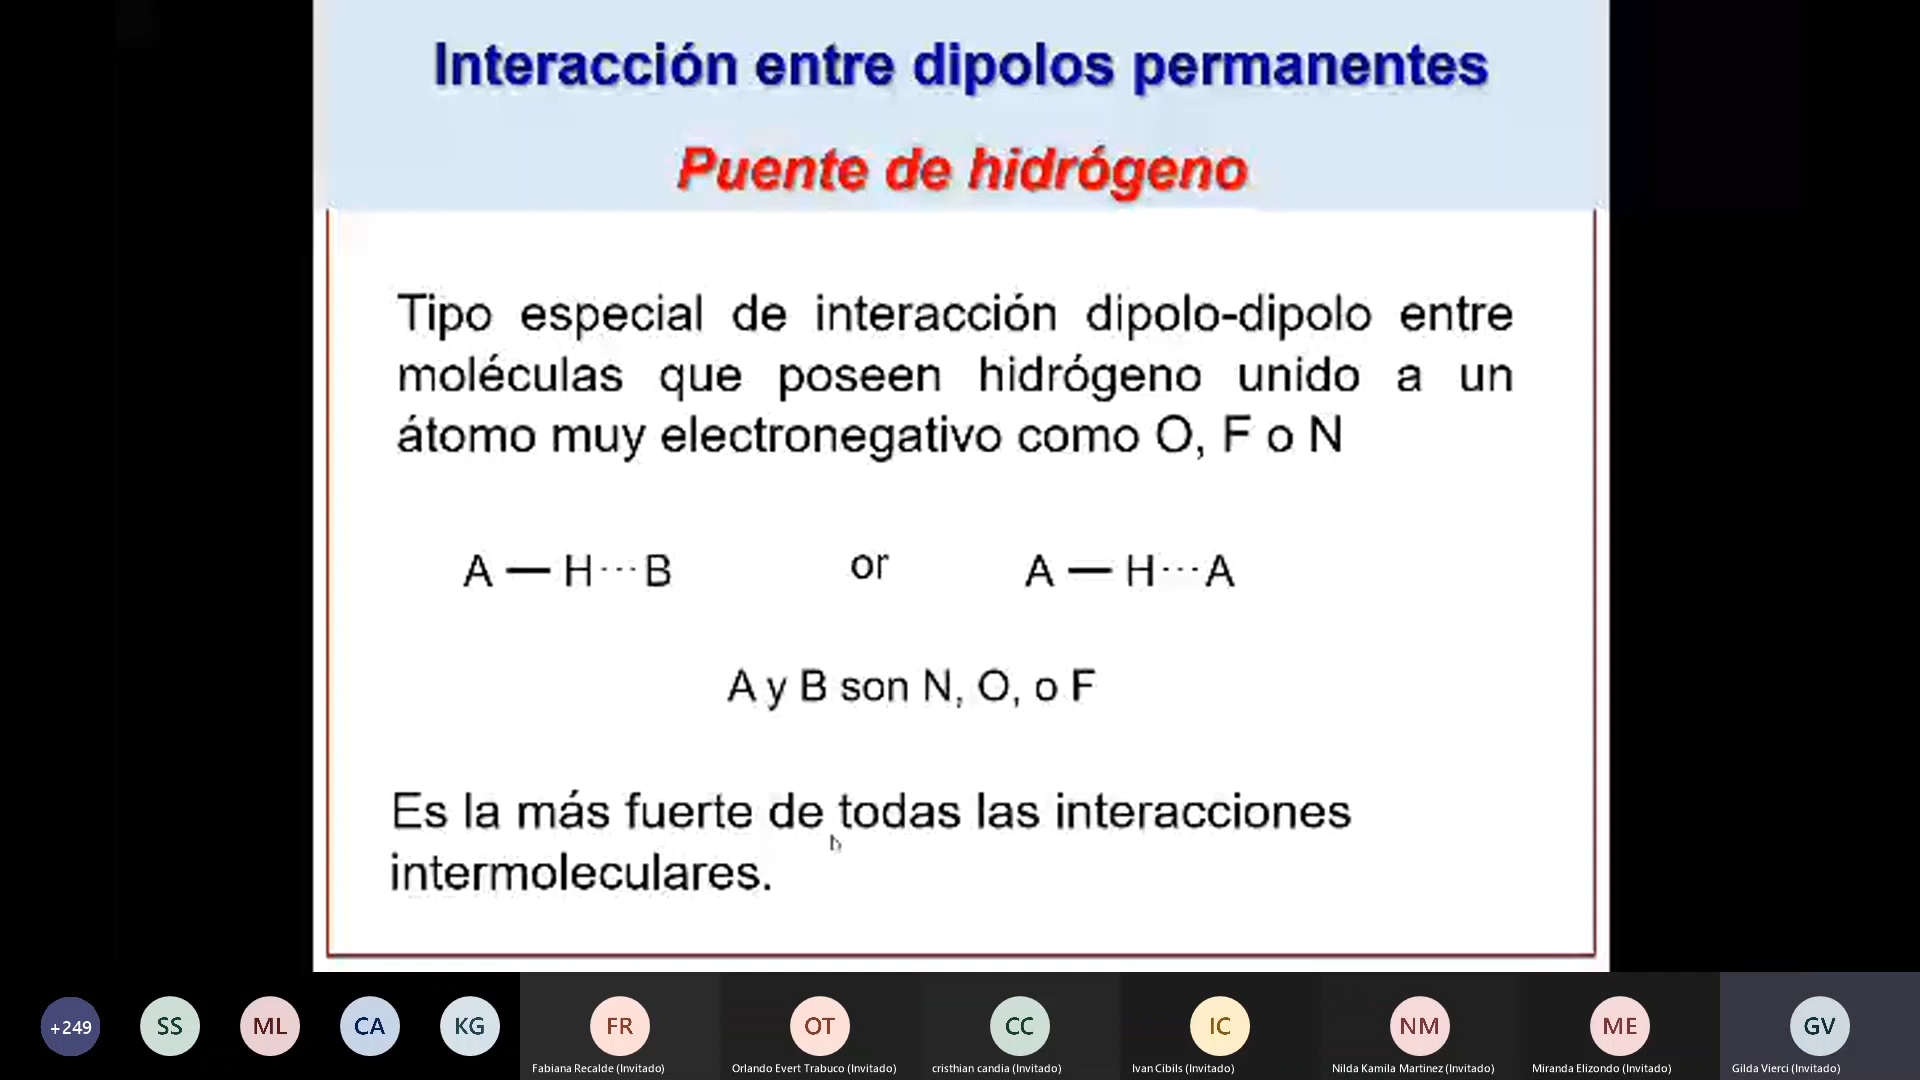 Interacción entre dipolos permanentes
Puente de hidrógeno
Tipo especial de interacción dipolo-dipolo entre
moléculas que poseen hidrógeno unido a un
átomo muy electronegativo como O, F o N
A — H ··· B or A — H ··· A
A y B son N, O, o F
Es la más fuerte de todas las interacciones
intermoleculares.
+249 SS ML CA KG FR OT CC IC NM ME GV
Fabiana Recalde (Invitado) Orlando Evert Trabuco (Invitado) cristhian candia (Invitado) Ivan Cibils (Invitado) Nilda Kamila Martinez (Invitado) Miranda Elizondo (Invitado) Gilda Vierci (Invitado)